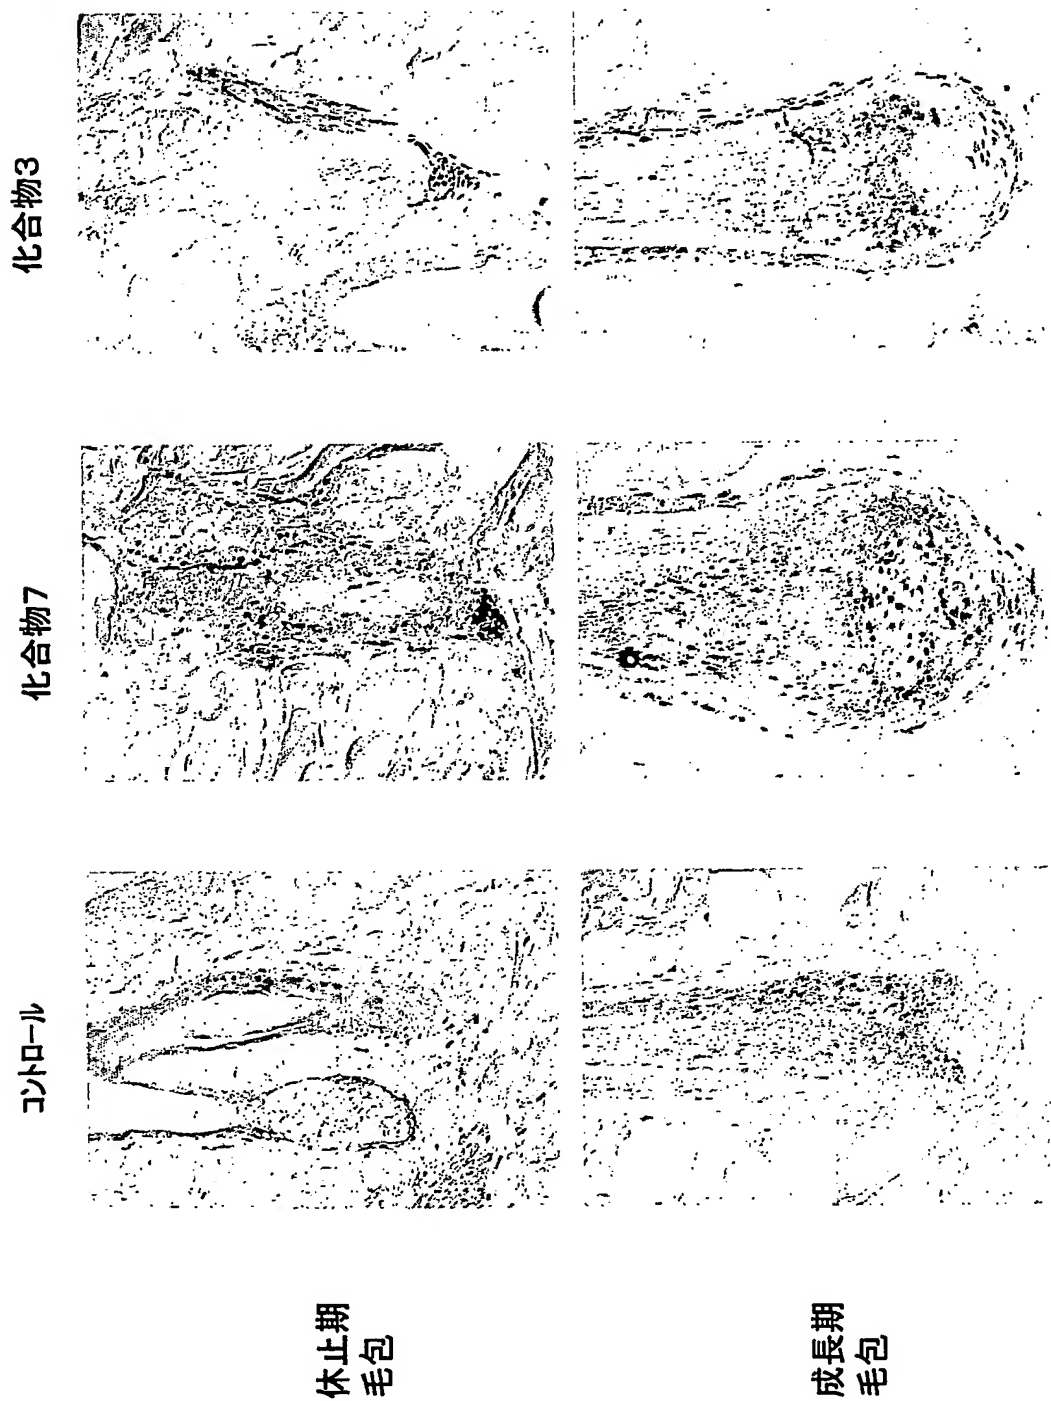 コントロール
化合物7
化合物3
休止期
毛包
成長期
毛包